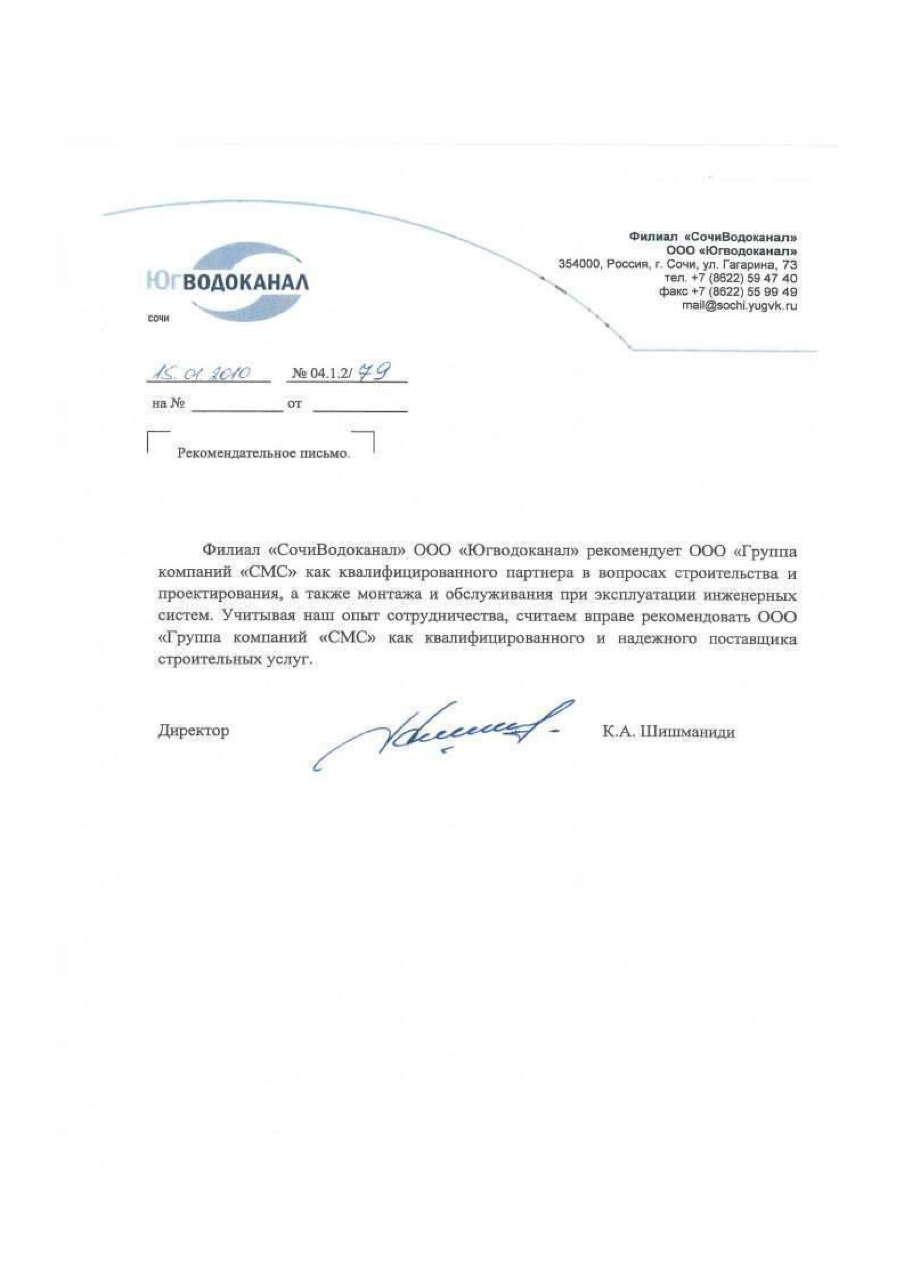 ЮгВОДОКАНАЛ
СОЧИ
Филиал «СочиВодоканал»
ООО «Югводоканал»
354000, Россия, г. Сочи, ул. Гагарина, 73
тел. +7 (8622) 59 47 40
факс +7 (8622) 55 99 49
mail@sochi.yugvk.ru
15.01.2010 № 04.1.2/ 79
на № ____________ от ____________
Рекомендательное письмо.
Филиал «СочиВодоканал» ООО «Югводоканал» рекомендует ООО «Группа
компаний «СМС» как квалифицированного партнера в вопросах строительства и
проектирования, а также монтажа и обслуживания при эксплуатации инженерных
систем. Учитывая наш опыт сотрудничества, считаем вправе рекомендовать ООО
«Группа компаний «СМС» как квалифицированного и надежного поставщика
строительных услуг.
Директор К.А. Шишманиди